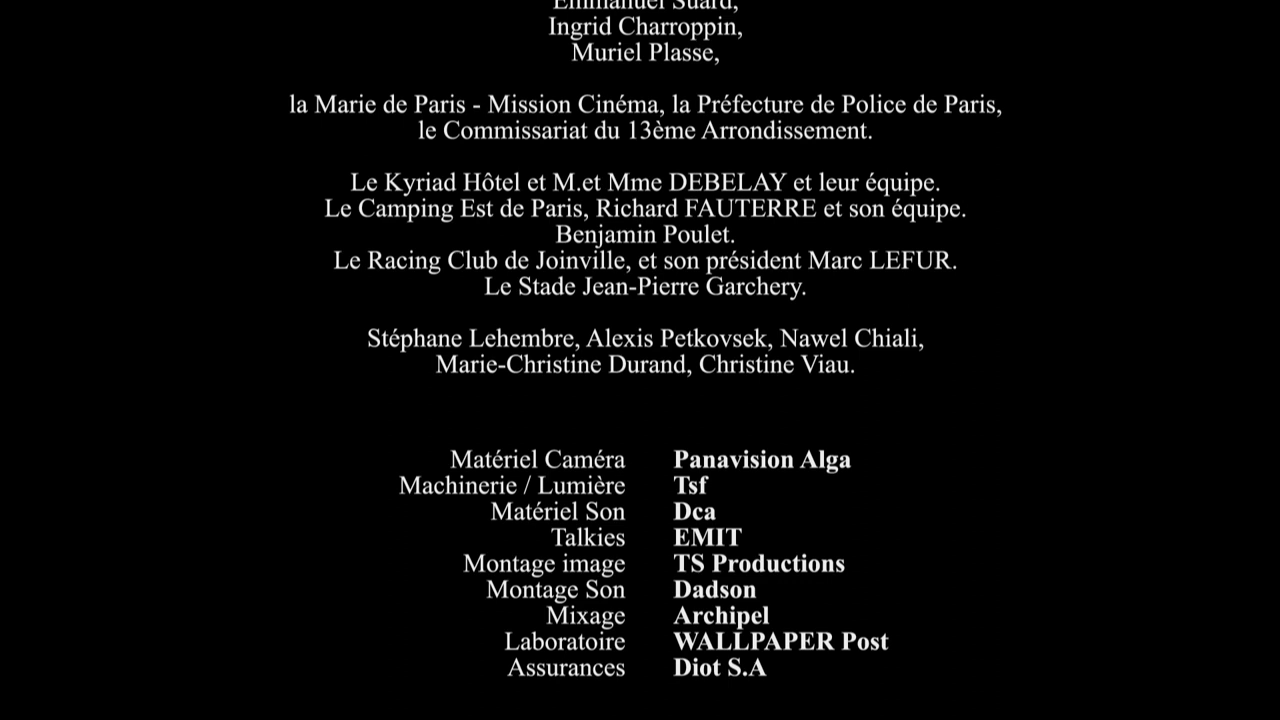 Emmanuel Suard,
Ingrid Charroppin,
Muriel Plasse,
la Marie de Paris - Mission Cinéma, la Préfecture de Police de Paris,
le Commissariat du 13ème Arrondissement.
Le Kyriad Hôtel et M.et Mme DEBELAY et leur équipe.
Le Camping Est de Paris, Richard FAUTERRE et son équipe.
Benjamin Poulet.
Le Racing Club de Joinville, et son président Marc LEFUR.
Le Stade Jean-Pierre Garchery.
Stéphane Lehembre, Alexis Petkovsek, Nawel Chiali,
Marie-Christine Durand, Christine Viau.
Matériel Caméra Panavision Alga
Machinerie / Lumière Tsf
Matériel Son Dca
Talkies EMIT
Montage image TS Productions
Montage Son Dadson
Mixage Archipel
Laboratoire WALLPAPER Post
Assurances Diot S.A